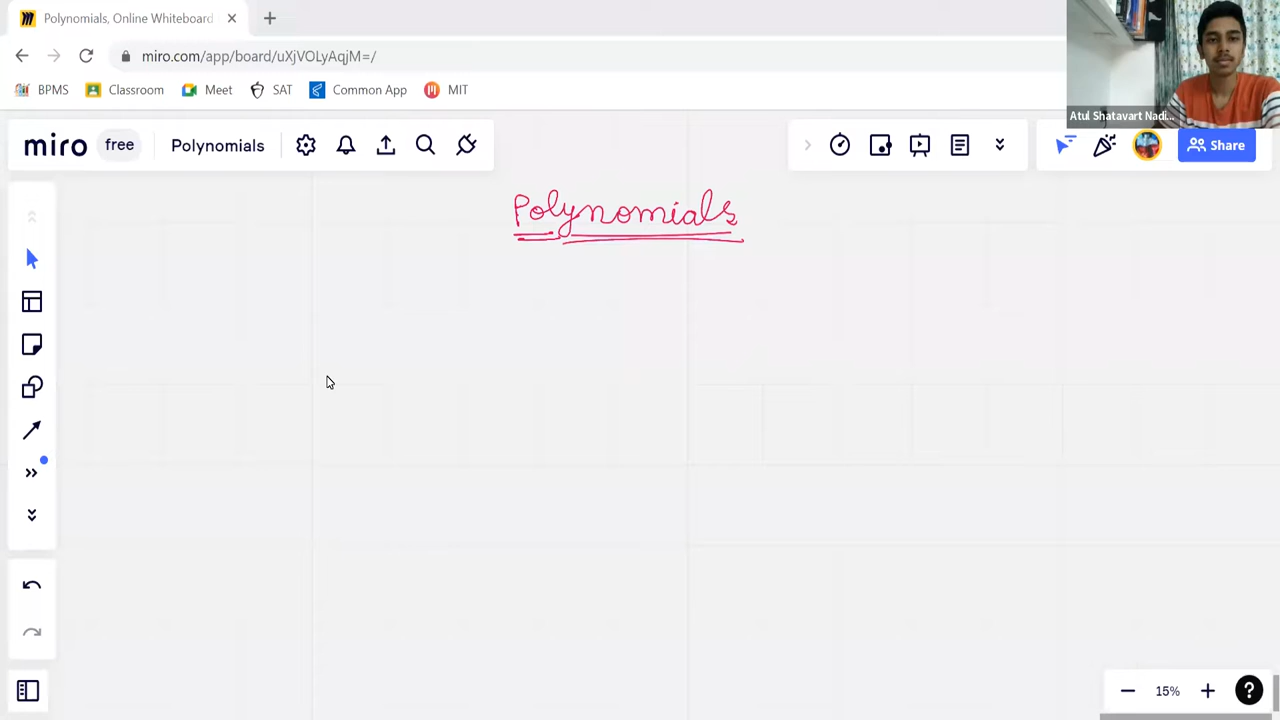 Polynomials, Online Whiteboard
miro.com/app/board/uXjVOLyAqjM=/
BPMS Classroom Meet SAT Common App MIT
Atul Shatavart Nadi...
miro free Polynomials Share
Polynomials
15%